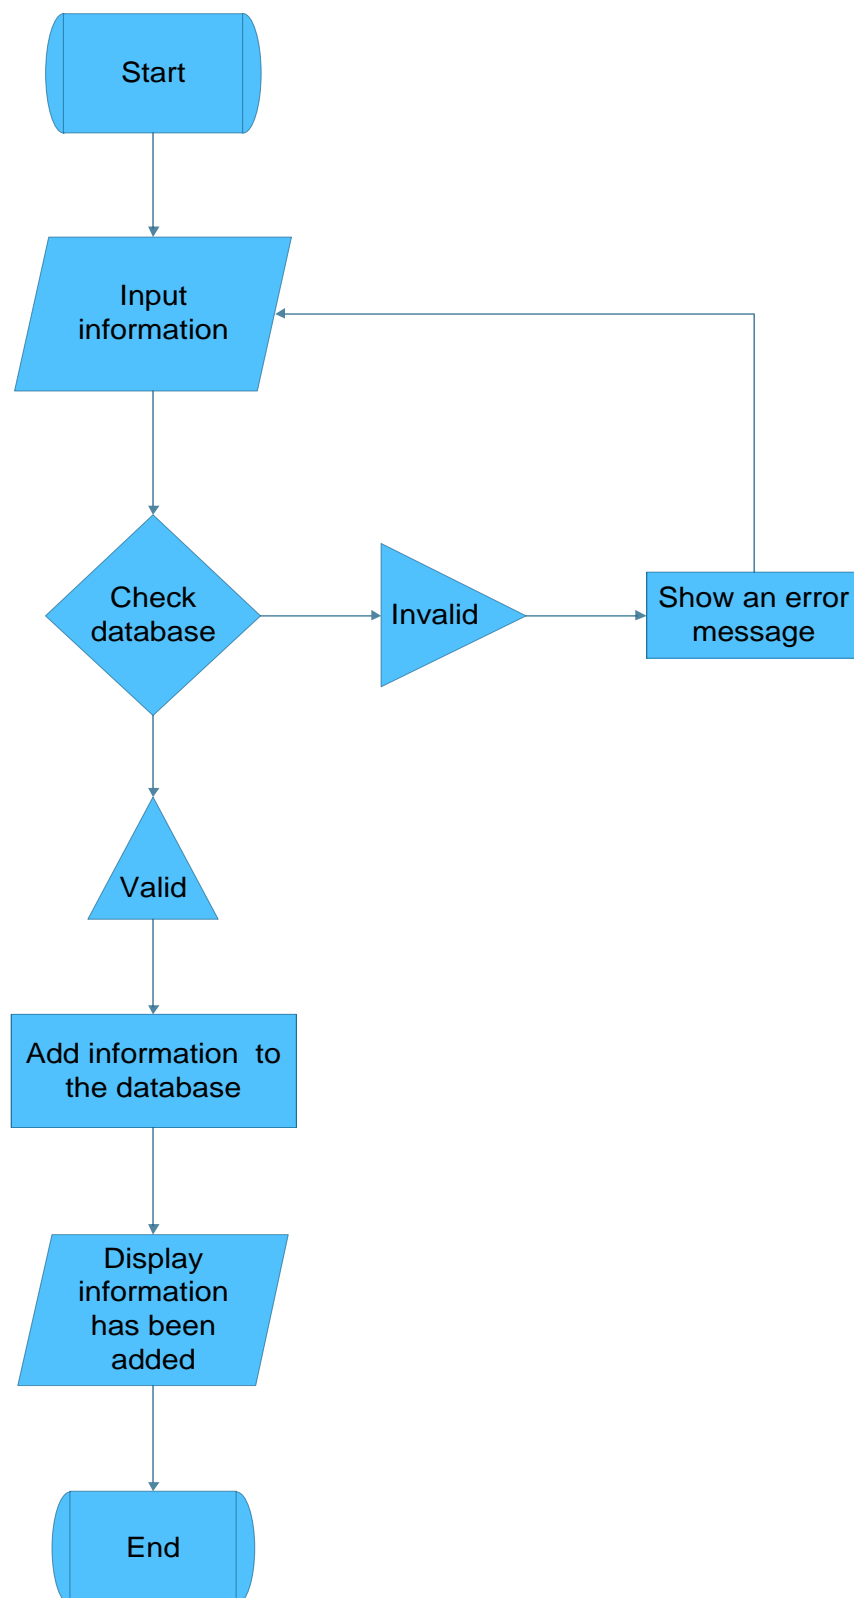 Start
Input
information
Check
database
Invalid
Show an error
message
Valid
Add information  to
the database
Display
information
has been
added
End